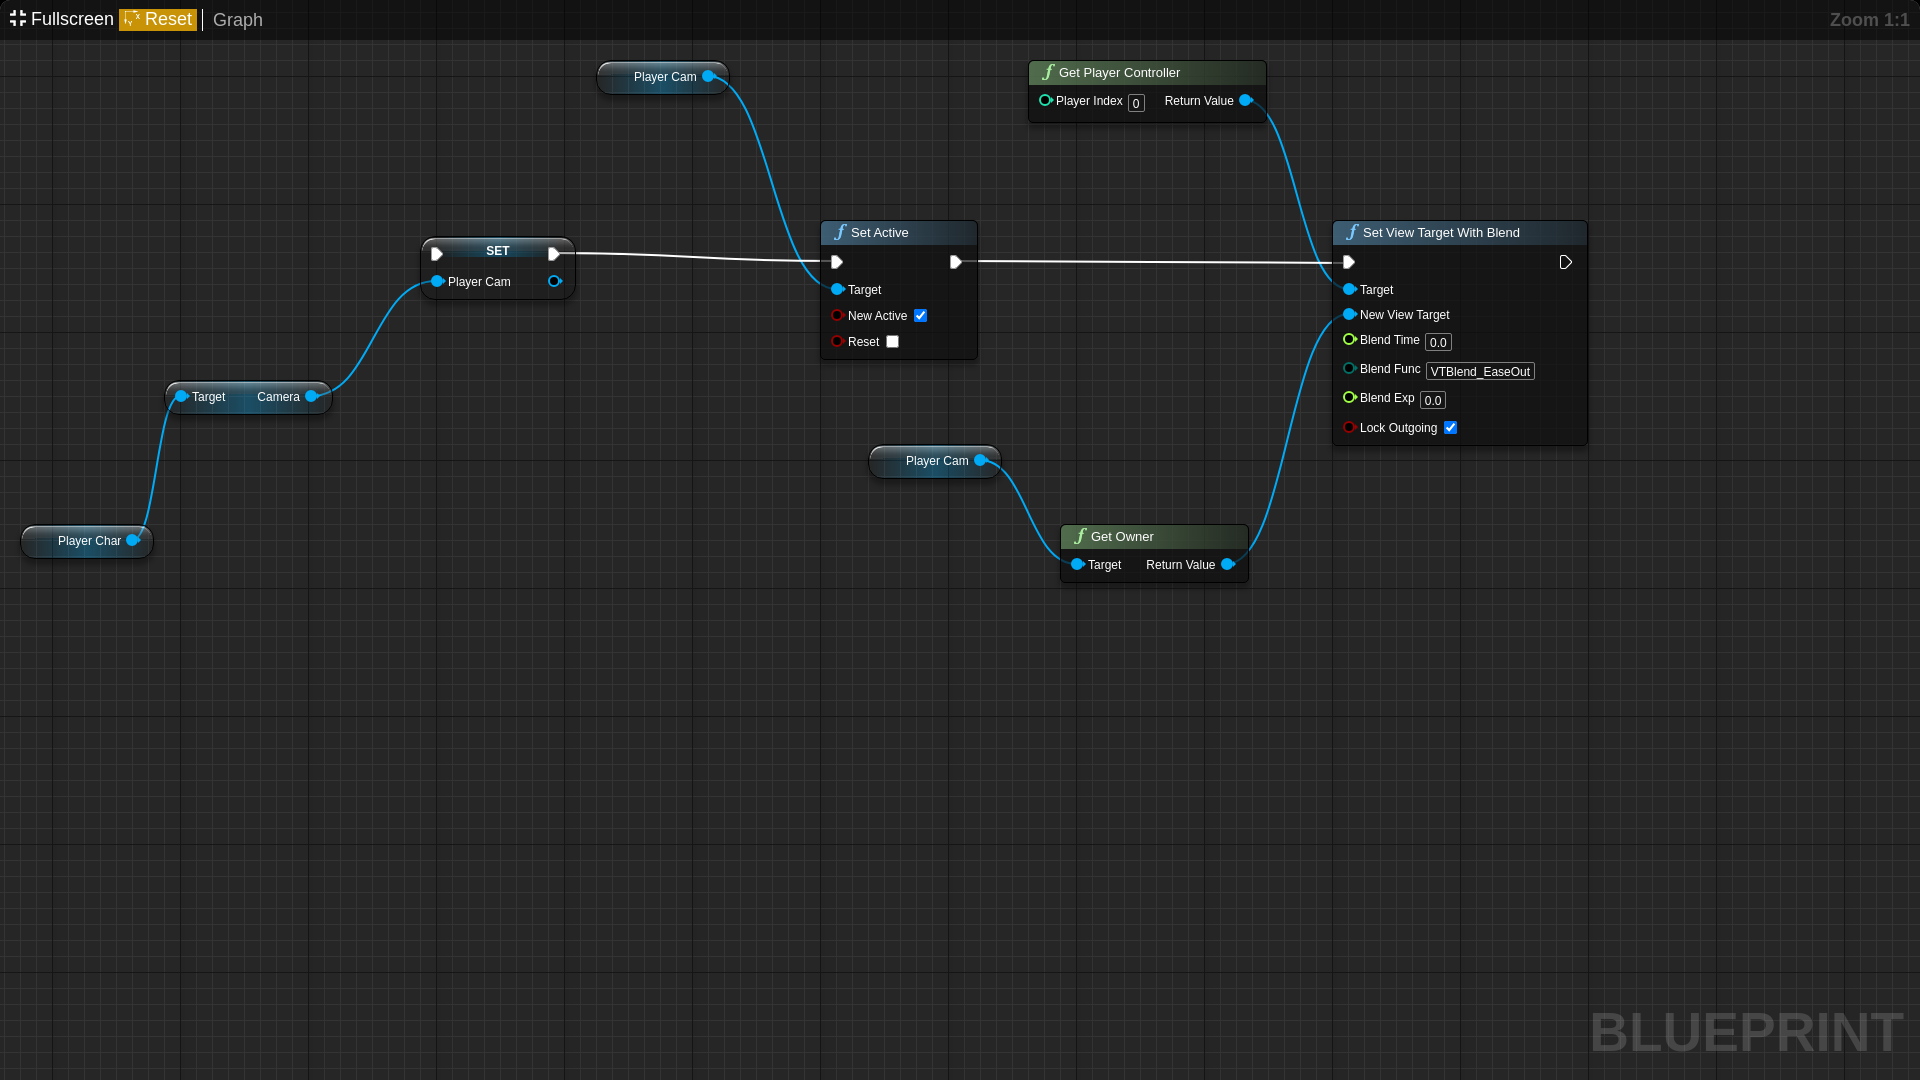 Fullscreen Reset Graph
Zoom 1:1
Player Cam
Get Player Controller
Player Index 0 Return Value
SET
Player Cam
Set Active
Target
New Active
Reset
Set View Target With Blend
Target
New View Target
Blend Time 0.0
Blend Func VTBlend_EaseOut
Blend Exp 0.0
Lock Outgoing
Target Camera
Player Cam
Player Char
Get Owner
Target Return Value
BLUEPRINT